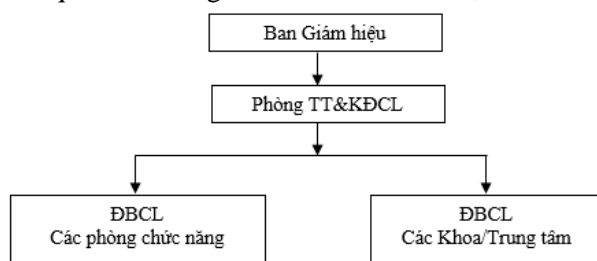 Ban Giám hiệu
Phòng TT&KĐCL
ĐBCL
Các phòng chức năng
ĐBCL
Các Khoa/Trung tâm